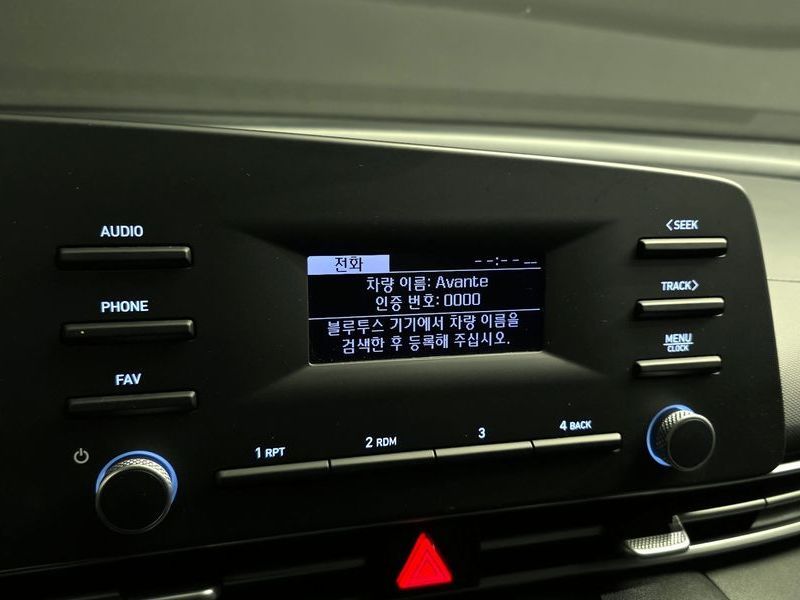 AUDIO
PHONE
FAV
전화
--:-- --
차량 이름: Avante
인증 번호: 0000
블루투스 기기에서 차량 이름을
검색한 후 등록해 주십시오.
<SEEK
TRACK>
MENU
CLOCK
1 RPT
2 RDM
3
4 BACK